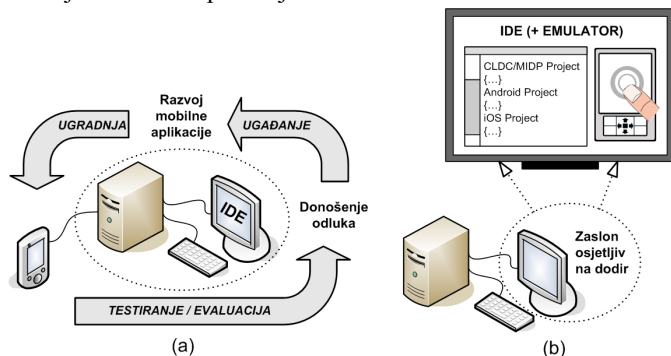 IDE (+ EMULATOR)
CLDC/MIDP Project
{...}
Android Project
{...}
iOS Project
{...}
Razvoj
mobilne
aplikacije
UGRADNJA
UGAĐANJE
IDE
Donošenje
odluka
TESTIRANJE / EVALUACIJA
(a)
Zaslon
osjetljiv
na dodir
(b)